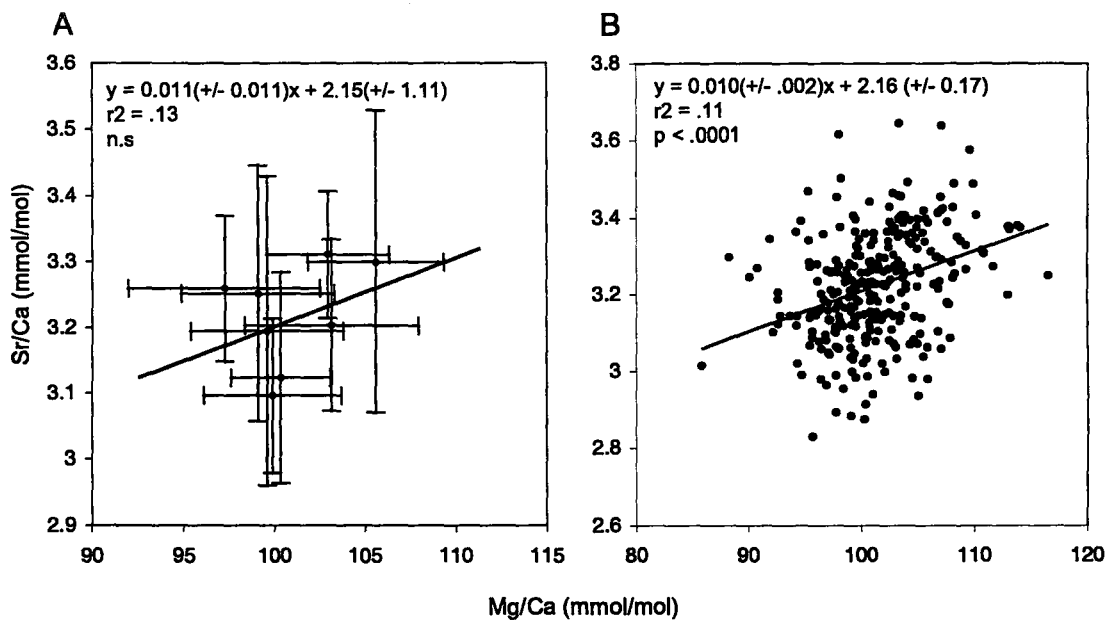 A
3.6
3.5
3.4
3.3
3.2
3.1
3
2.9
Sr/Ca (mmol/mol)
y = 0.011(+/- 0.011)x + 2.15(+/- 1.11)
r2 = .13
n.s
90 95 100 105 110 115
B
3.8
3.6
3.4
3.2
3
2.8
2.6
y = 0.010(+/- .002)x + 2.16 (+/- 0.17)
r2 = .11
p < .0001
80 90 100 110 120
Mg/Ca (mmol/mol)